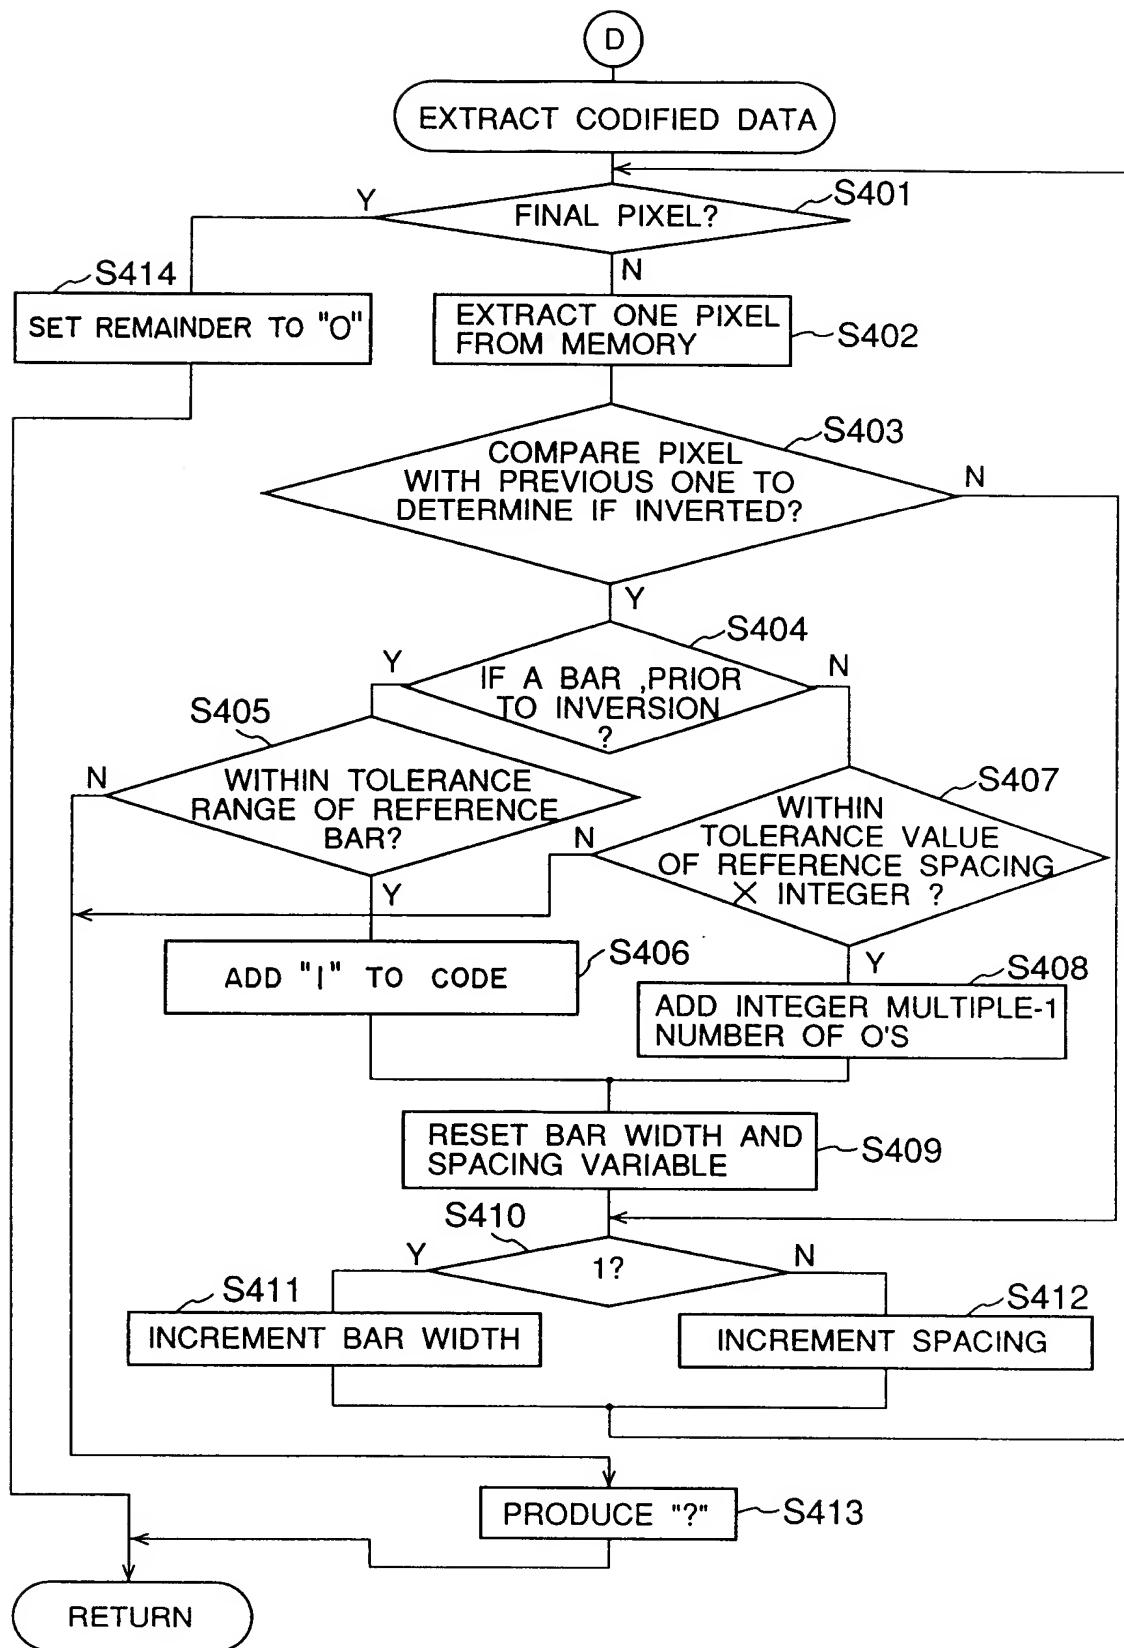 D
EXTRACT CODIFIED DATA
Y
FINAL PIXEL?
S401
N
S414
SET REMAINDER TO "O"
EXTRACT ONE PIXEL
FROM MEMORY
S402
S403
COMPARE PIXEL
WITH PREVIOUS ONE TO
DETERMINE IF INVERTED?
N
Y
S404
Y
IF A BAR ,PRIOR
TO INVERSION
?
N
S405
N
WITHIN TOLERANCE
RANGE OF REFERENCE
BAR?
Y
S407
N
WITHIN
TOLERANCE VALUE
OF REFERENCE SPACING
× INTEGER ?
Y
ADD "1" TO CODE
S406
S408
ADD INTEGER MULTIPLE-1
NUMBER OF O'S
RESET BAR WIDTH AND
SPACING VARIABLE
S409
S410
Y
1?
N
S411
INCREMENT BAR WIDTH
S412
INCREMENT SPACING
PRODUCE "?"
S413
RETURN